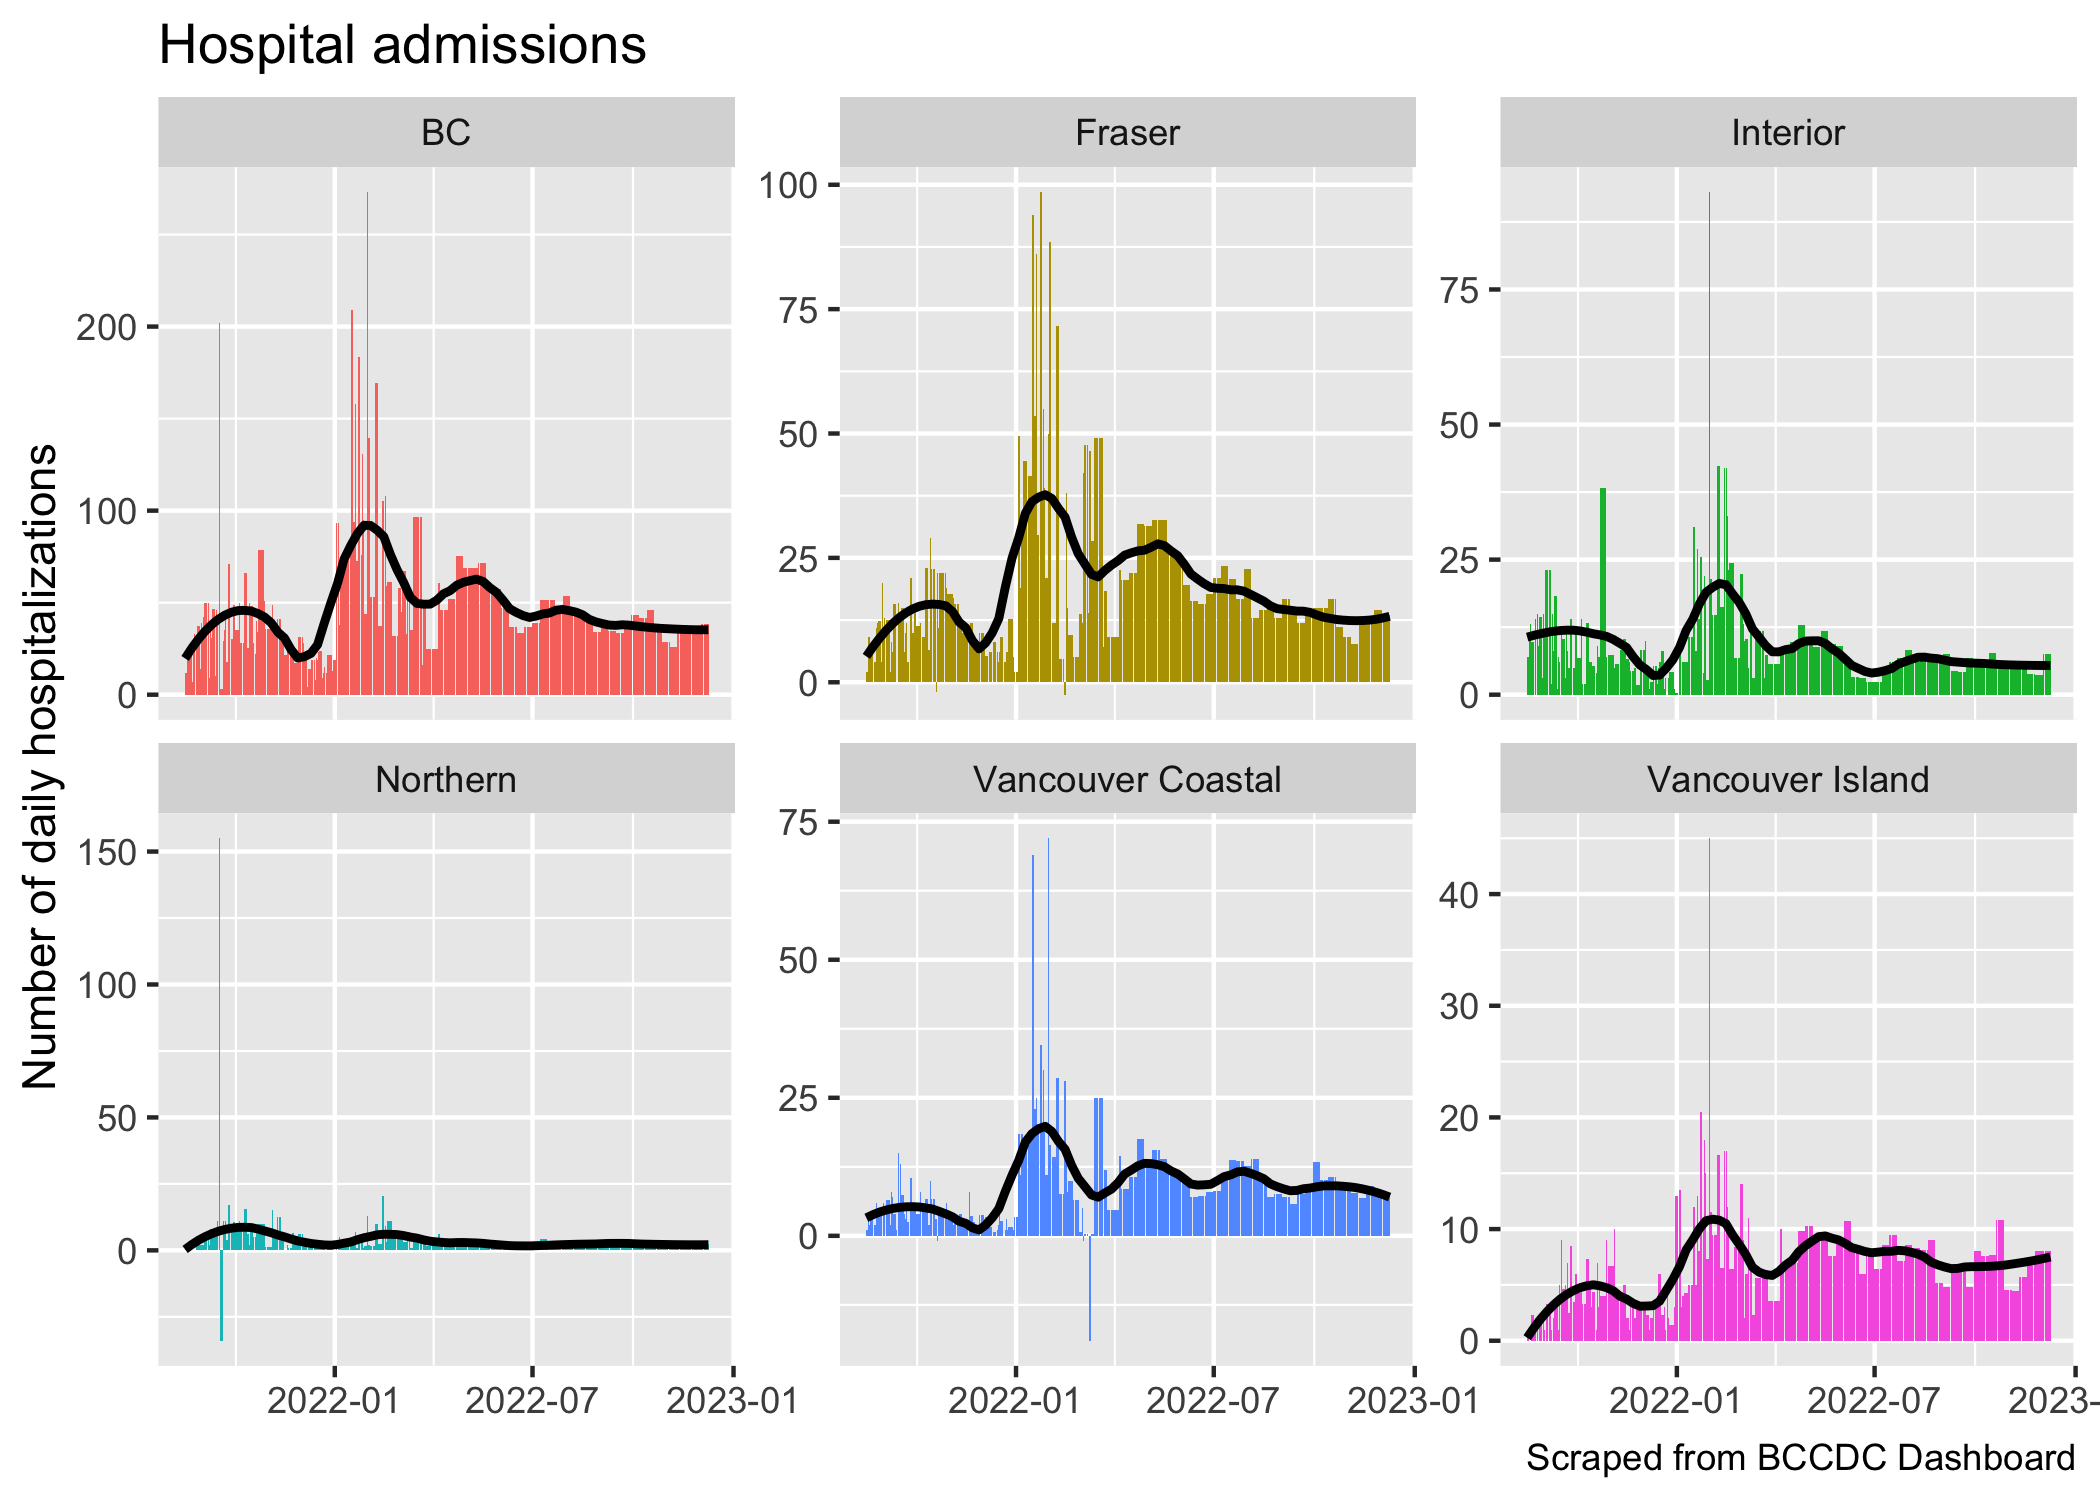 Hospital admissions
BC
Fraser
Interior
200
100
0
100
75
50
25
0
75
50
25
0
Number of daily hospitalizations
Northern
Vancouver Coastal
Vancouver Island
150
100
50
0
75
50
25
0
40
30
20
10
0
2022-01 2022-07 2023-01
2022-01 2022-07 2023-01
2022-01 2022-07 2023-
Scraped from BCCDC Dashboard